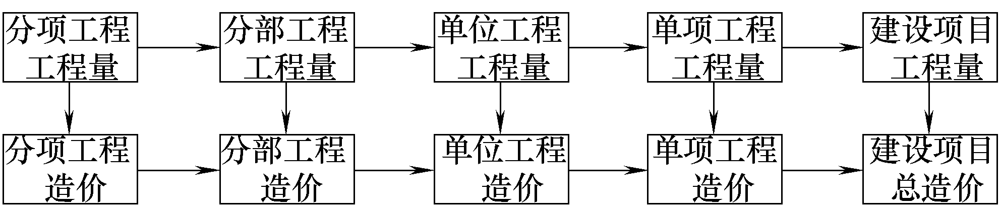 分项工程
工程量
分部工程
工程量
单位工程
工程量
单项工程
工程量
建设项目
工程量
分项工程
造价
分部工程
造价
单位工程
造价
单项工程
造价
建设项目
总造价